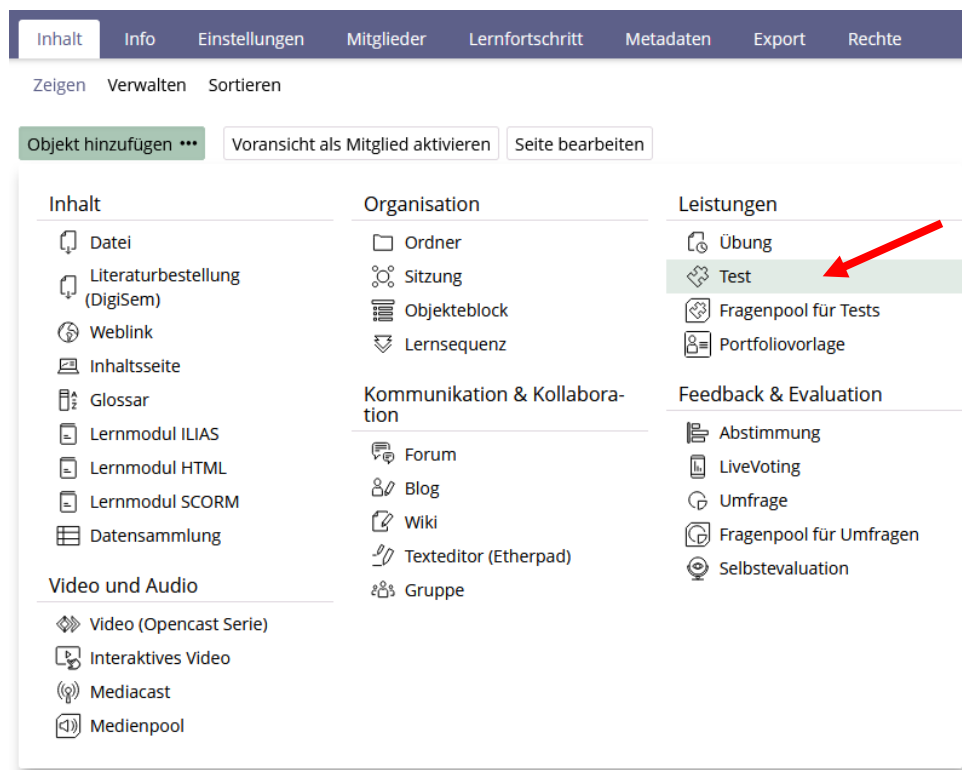 Inhalt Info Einstellungen Mitglieder Lernfortschritt Metadaten Export Rechte
Zeigen Verwalten Sortieren
Objekt hinzufügen ••• Voransicht als Mitglied aktivieren Seite bearbeiten
Inhalt
Datei
Literaturbestellung
(DigiSem)
Weblink
Inhaltsseite
Glossar
Lernmodul ILIAS
Lernmodul HTML
Lernmodul SCORM
Datensammlung
Video und Audio
Video (Opencast Serie)
Interaktives Video
Mediacast
Medienpool
Organisation
Ordner
Sitzung
Objekteblock
Lernsequenz
Kommunikation & Kollabora-
tion
Forum
Blog
Wiki
Texteditor (Etherpad)
Gruppe
Leistungen
Übung
Test
Fragenpool für Tests
Portfoliovorlage
Feedback & Evaluation
Abstimmung
LiveVoting
Umfrage
Fragenpool für Umfragen
Selbstevaluation